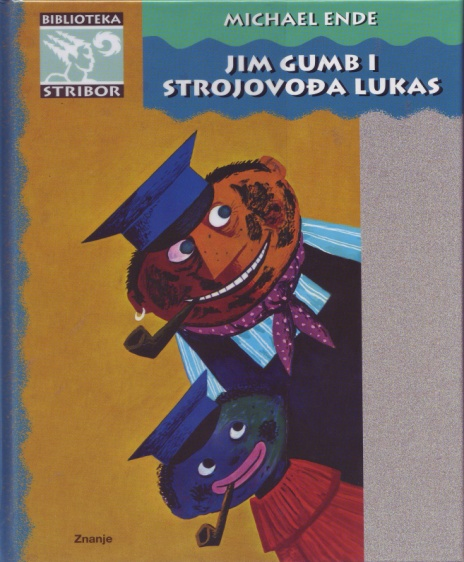 BIBLIOTEKA
STRIBOR
MICHAEL ENDE
JIM GUMB I
STROJOVOĐA LUKAS
Znanje